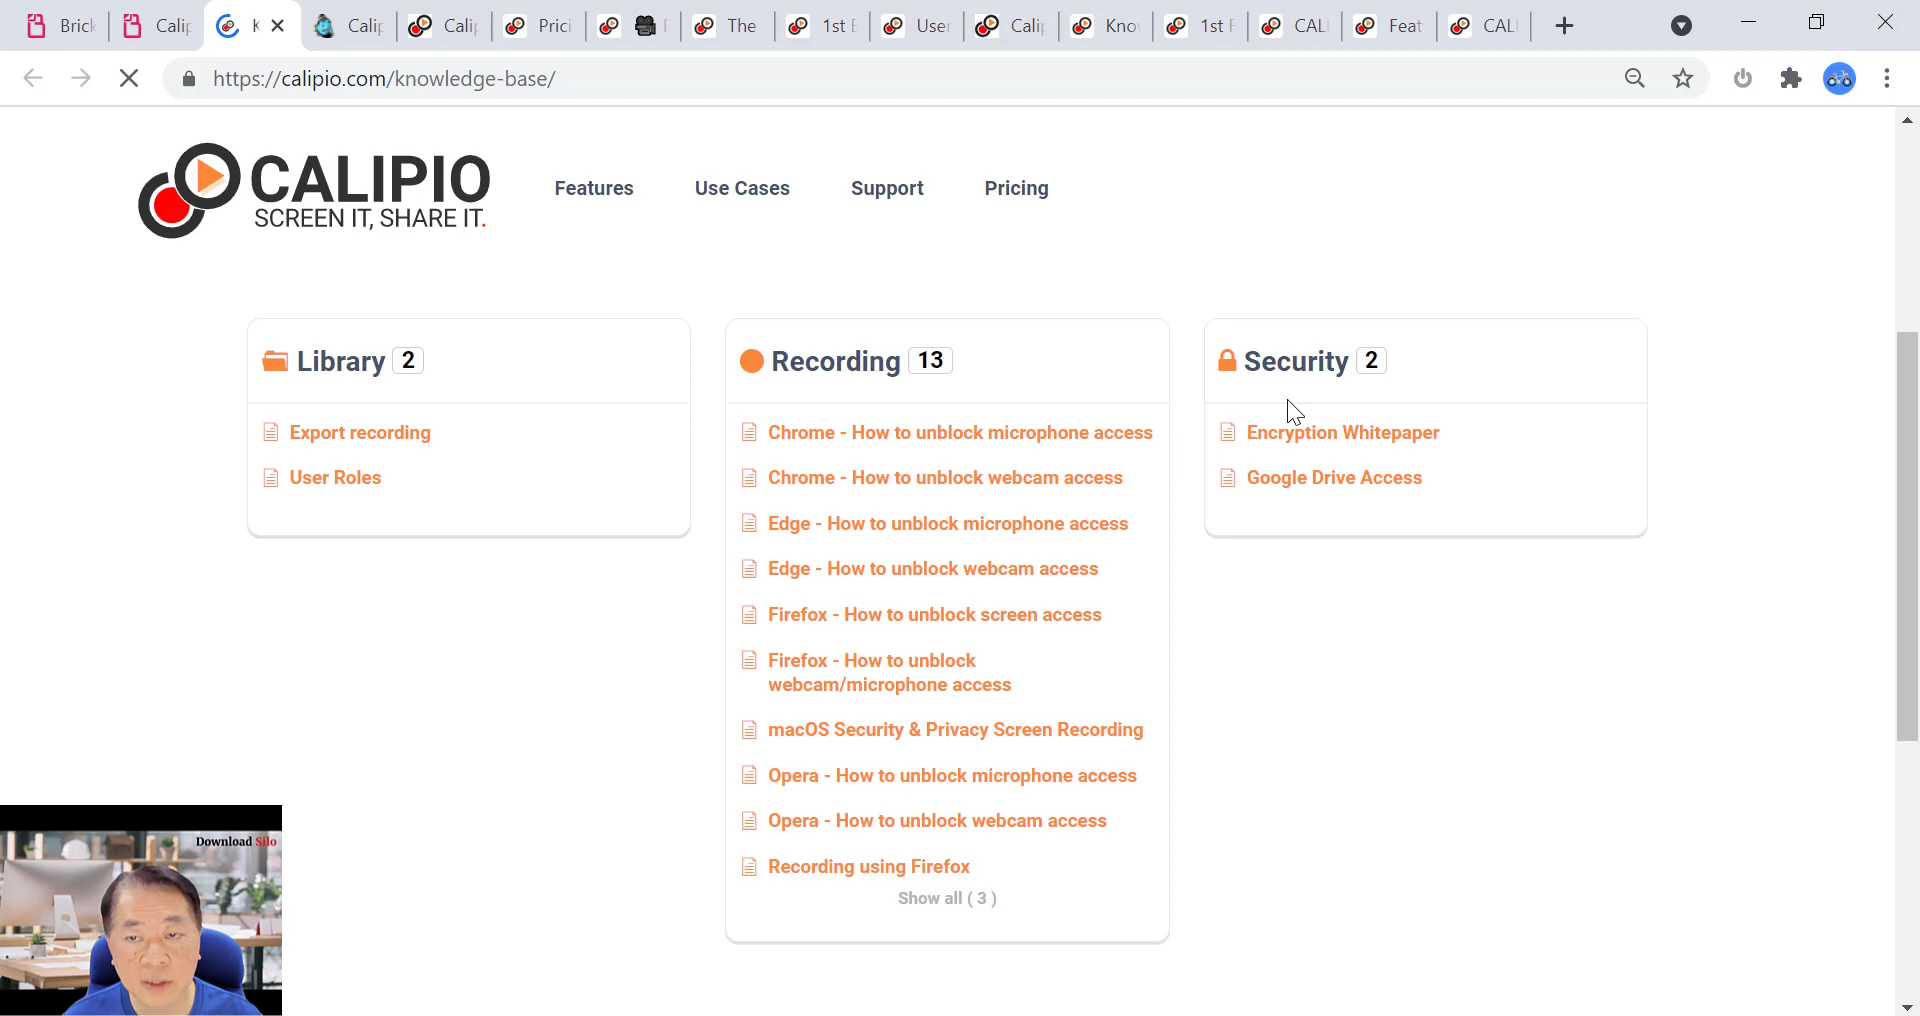 Brick
Calip
K
Calip
Calip
Prici
The
1st E
User
Calip
Kno
1st F
CALI
Feat
CALI
https://calipio.com/knowledge-base/
CALIPIO
SCREEN IT, SHARE IT.
Features
Use Cases
Support
Pricing
Library 2
Export recording
User Roles
Recording 13
Chrome - How to unblock microphone access
Chrome - How to unblock webcam access
Edge - How to unblock microphone access
Edge - How to unblock webcam access
Firefox - How to unblock screen access
Firefox - How to unblock
webcam/microphone access
macOS Security & Privacy Screen Recording
Opera - How to unblock microphone access
Opera - How to unblock webcam access
Recording using Firefox
Show all ( 3 )
Security 2
Encryption Whitepaper
Google Drive Access
Download Silo